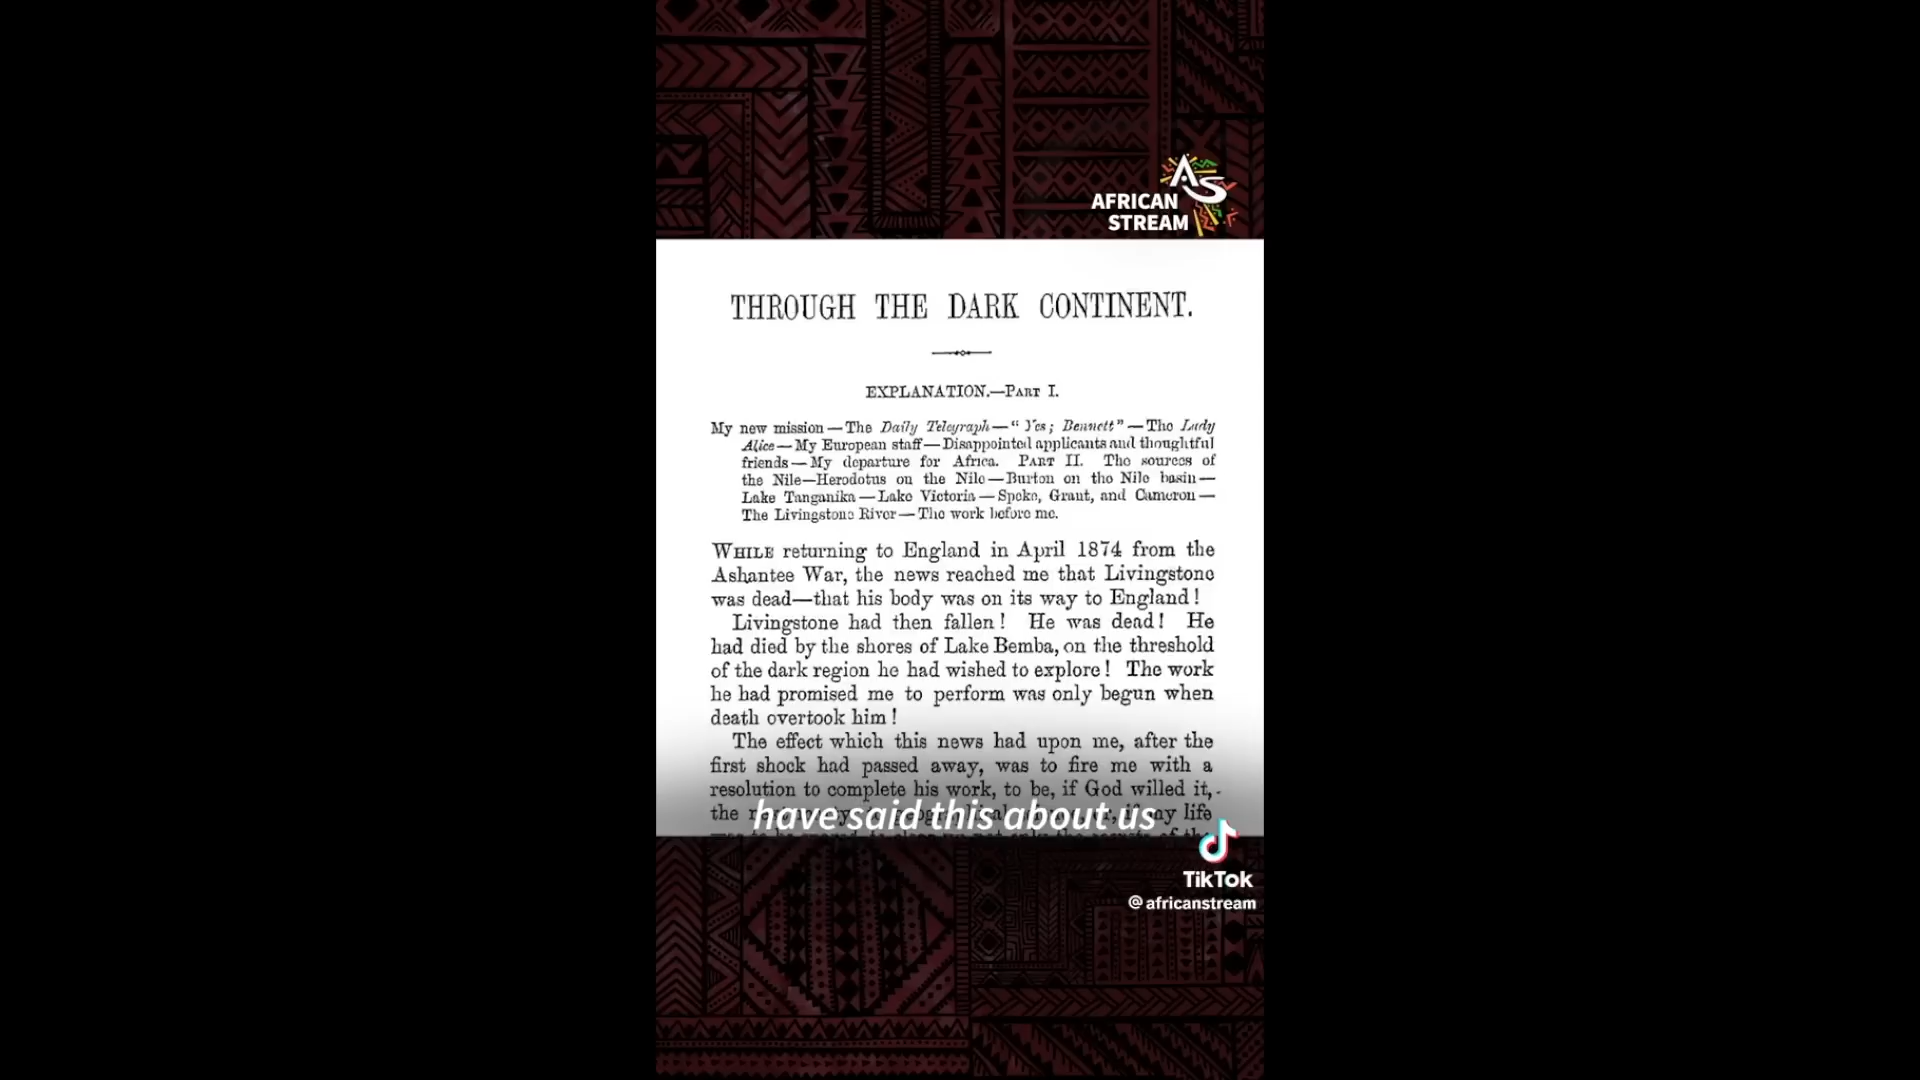 AS
AFRICAN
STREAM
THROUGH THE DARK CONTINENT.
EXPLANATION.—PART I.
My new mission—The Daily Telegraph—“Yes; Bennett”—The Lady
Alice—My European staff—Disappointed applicants and thoughtful
friends—My departure for Africa. PART II. The sources of
the Nile—Herodotus on the Nile—Burton on the Nile basin—
Lake Tanganika—Lake Victoria—Speke, Grant, and Cameron—
The Livingstone River—The work before me.
WHILE returning to England in April 1874 from the
Ashantee War, the news reached me that Livingstone
was dead—that his body was on its way to England!
Livingstone had then fallen! He was dead! He
had died by the shores of Lake Bemba, on the threshold
of the dark region he had wished to explore! The work
he had promised me to perform was only begun when
death overtook him!
The effect which this news had upon me, after the
first shock had passed away, was to fire me with a
resolution to complete his work, to be, if God willed it,
the my life
have said this about us
TikTok
@africanstream